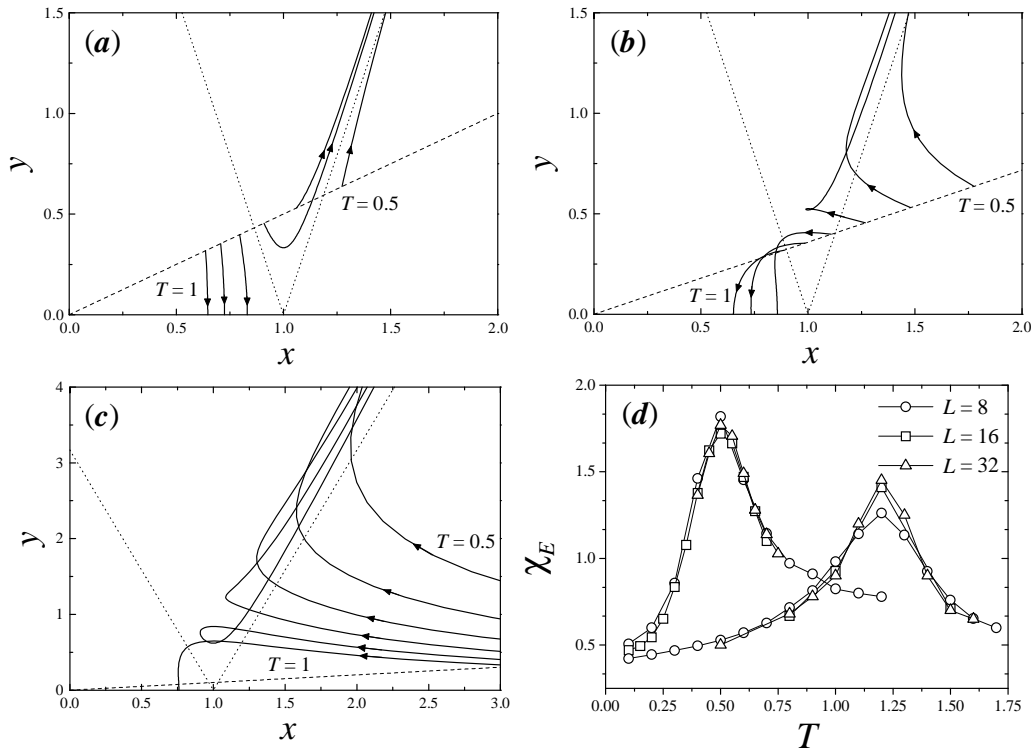 (a)
y
1.5
1.0
0.5
0.0
T = 0.5
T = 1
0.0 0.5 1.0 1.5 2.0
x
(b)
y
1.5
1.0
0.5
0.0
T = 0.5
T = 1
0.0 0.5 1.0 1.5 2.0
x
(c)
y
4
3
2
1
0
T = 0.5
T = 1
0.0 0.5 1.0 1.5 2.0 2.5 3.0
x
(d)
χE
2.0
1.5
1.0
0.5
L = 8
L = 16
L = 32
0.00 0.25 0.50 0.75 1.00 1.25 1.50 1.75
T